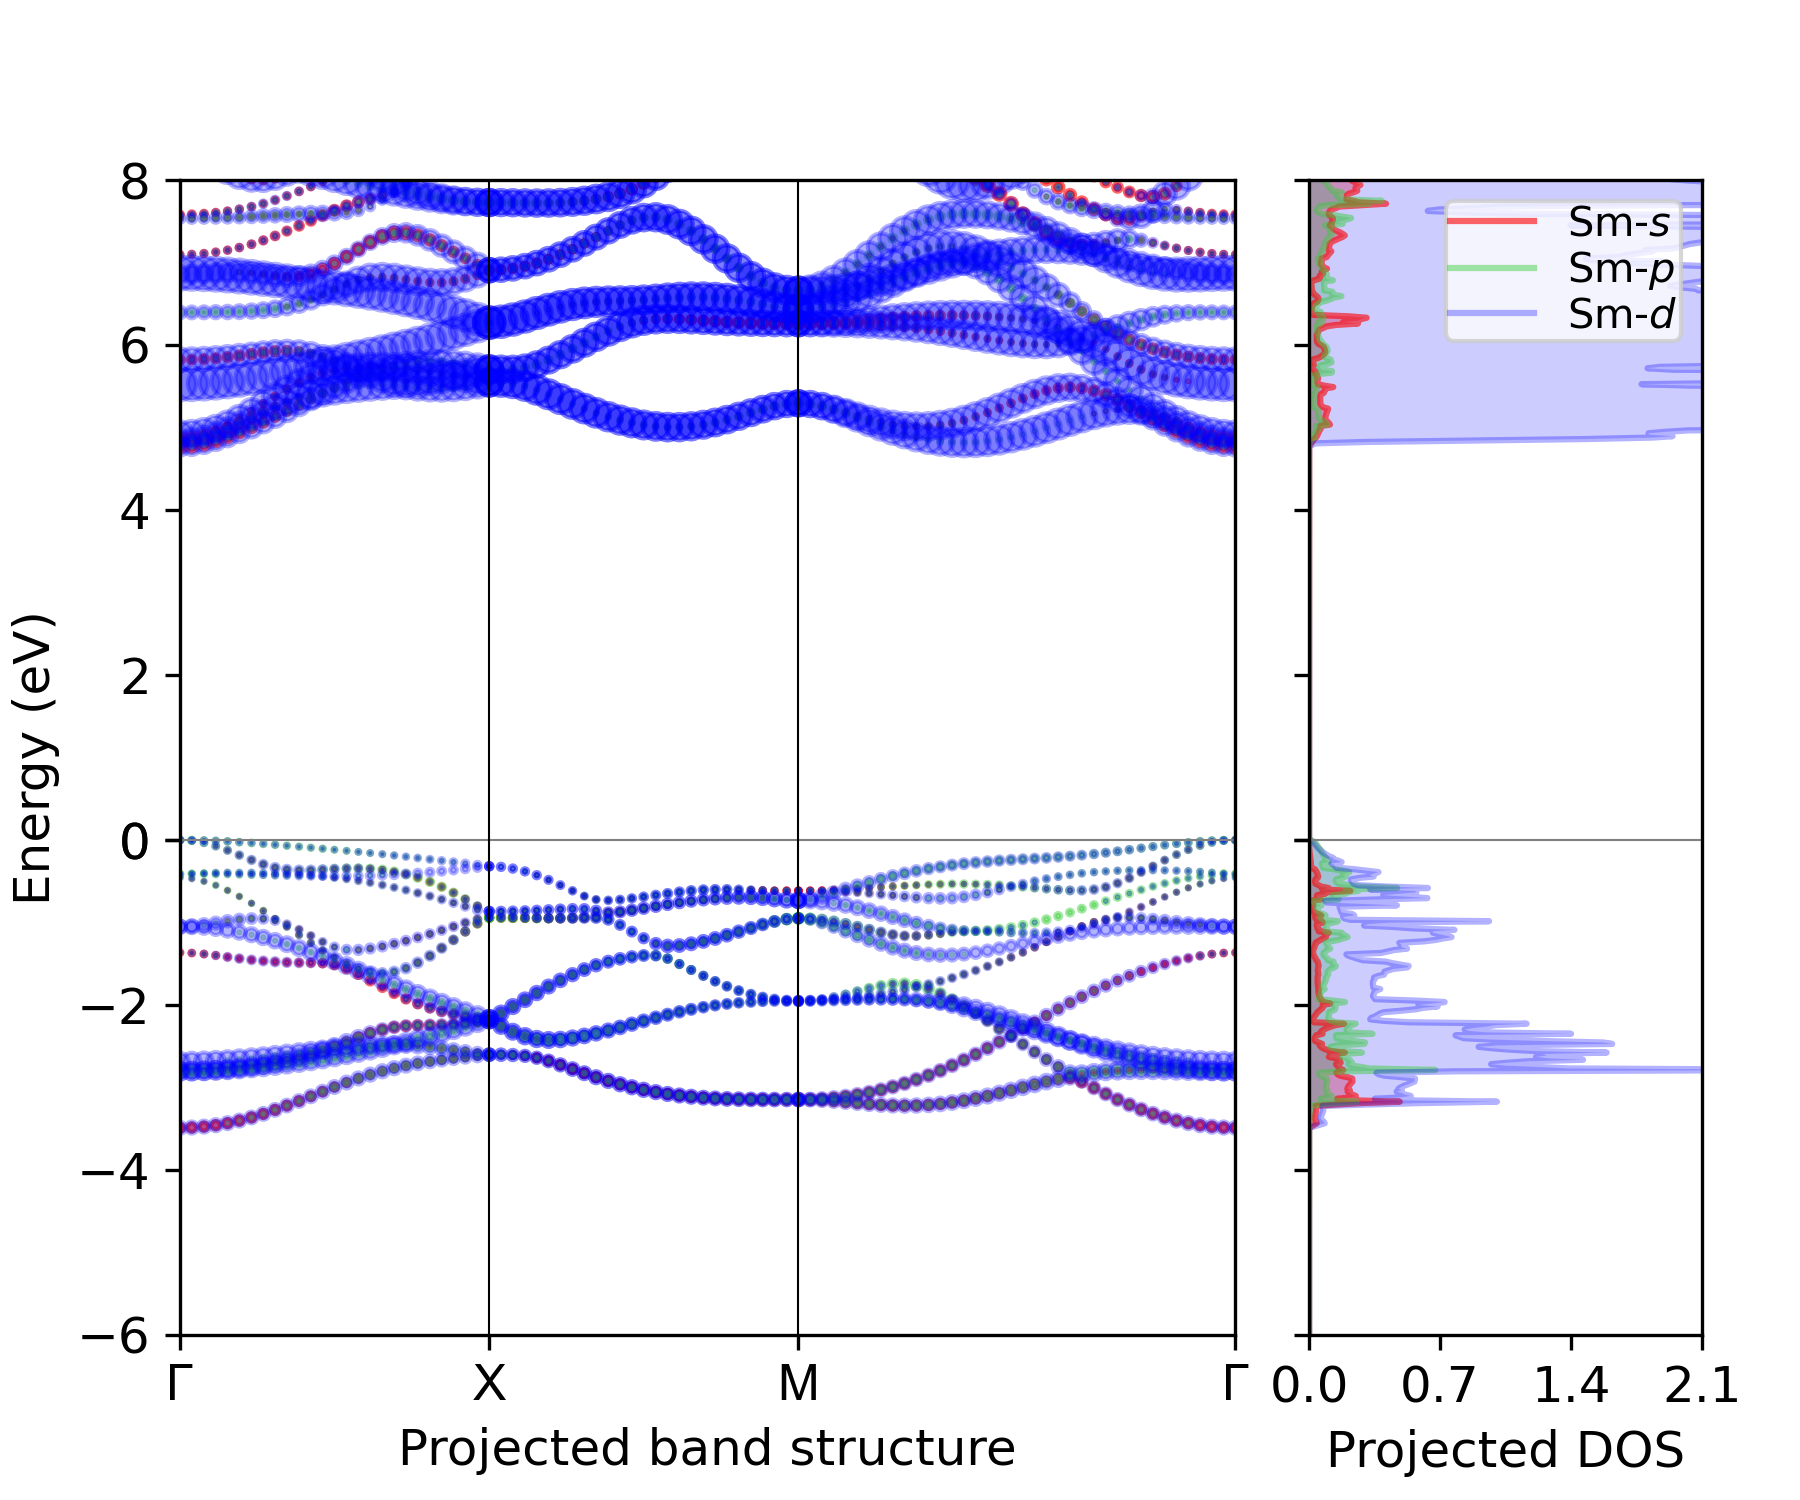 8
6
4
2
0
−2
−4
−6
Energy (eV)
Γ
X
M
Γ
Projected band structure
Sm-s
Sm-p
Sm-d
0.0
0.7
1.4
2.1
Projected DOS